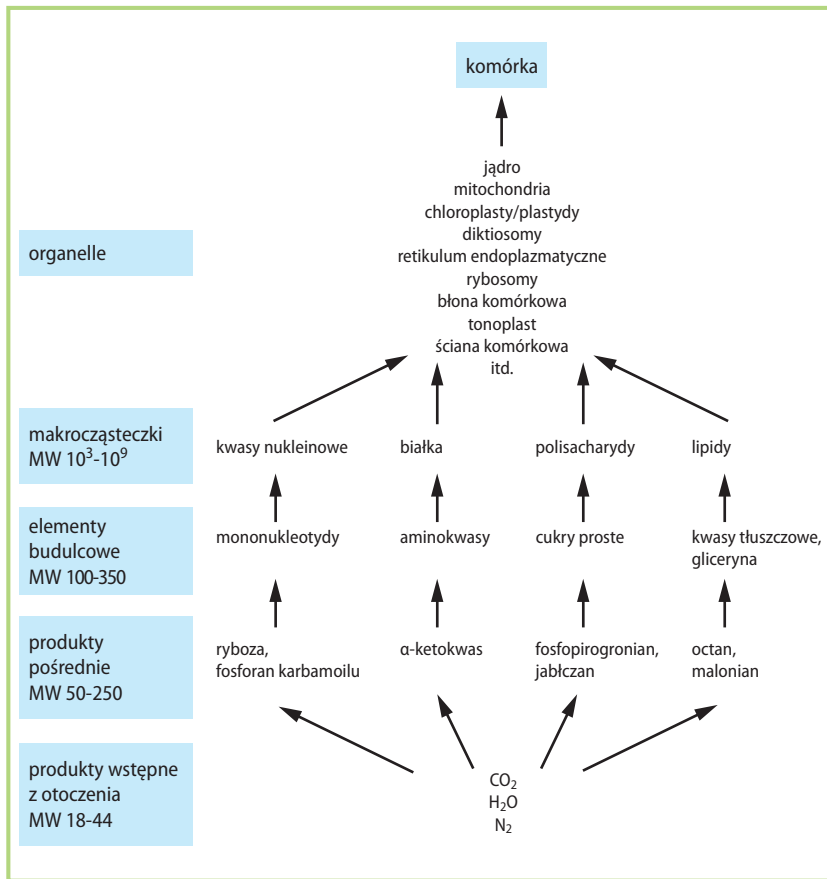 komórka
jądro
mitochondria
chloroplasty/plastydy
diktiosomy
organelle
retikulum endoplazmatyczne
rybosomy
błona komórkowa
tonoplast
ściana komórkowa
itd.
makrocząsteczki
MW 10³-10⁹
kwasy nukleinowe
białka
polisacharydy
lipidy
elementy
budulcowe
MW 100-350
mononukleotydy
aminokwasy
cukry proste
kwasy tłuszczowe,
gliceryna
produkty
pośrednie
MW 50-250
ryboza,
fosforan karbamoilu
α-ketokwas
fosfopirogronian,
jabłczan
octan,
malonian
produkty wstępne
z otoczenia
MW 18-44
CO₂
H₂O
N₂